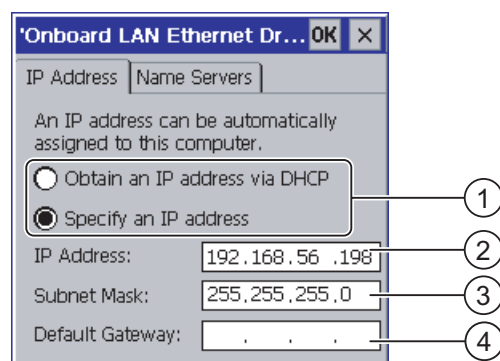 'Onboard LAN Ethernet Dr... OK ×
IP Address Name Servers
An IP address can be automatically
assigned to this computer.
Obtain an IP address via DHCP
1
Specify an IP address
IP Address: 192.168.56 .198 2
Subnet Mask: 255.255.255.0 3
Default Gateway: . . . 4